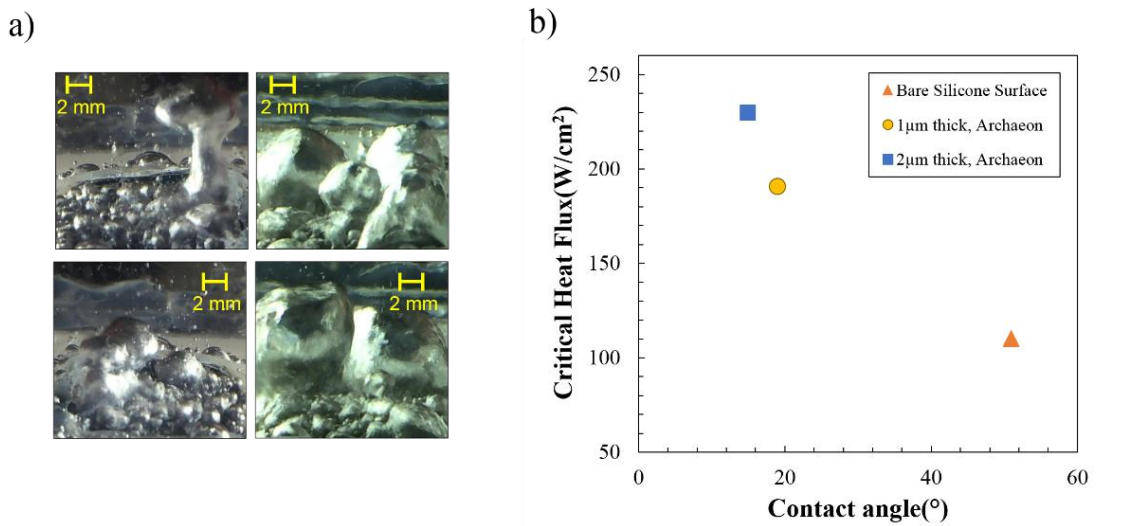 a)
2 mm
2 mm
2 mm
2 mm
b)
Critical Heat Flux(W/cm²)
250
200
150
100
50
0
20
40
60
Contact angle(°)
Bare Silicone Surface
1µm thick, Archaeon
2µm thick, Archaeon